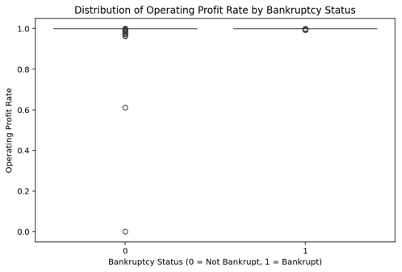 Distribution of Operating Profit Rate by Bankruptcy Status
Operating Profit Rate
1.0
0.8
0.6
0.4
0.2
0.0
0 1
Bankruptcy Status (0 = Not Bankrupt, 1 = Bankrupt)